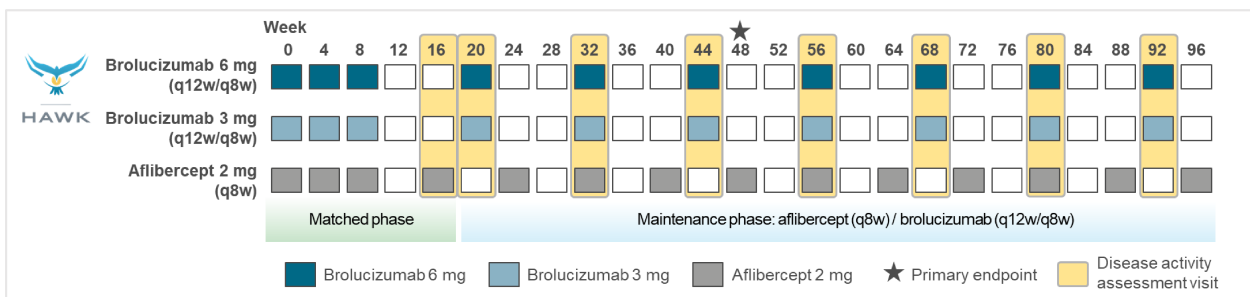 Week
0 4 8 12 16 20 24 28 32 36 40 44 48 52 56 60 64 68 72 76 80 84 88 92 96
HAWK
Brolucizumab 6 mg
(q12w/q8w)
Brolucizumab 3 mg
(q12w/q8w)
Aflibercept 2 mg
(q8w)
Matched phase
Maintenance phase: aflibercept (q8w) / brolucizumab (q12w/q8w)
Brolucizumab 6 mg
Brolucizumab 3 mg
Aflibercept 2 mg
Primary endpoint
Disease activity
assessment visit